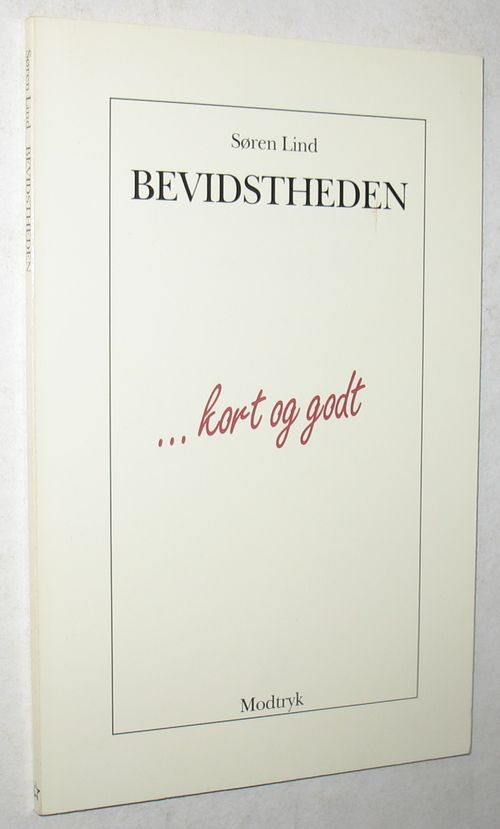 Søren Lind
BEVIDSTHEDEN
... kort og godt
Modtryk
Søren Lind BEVIDSTHEDEN